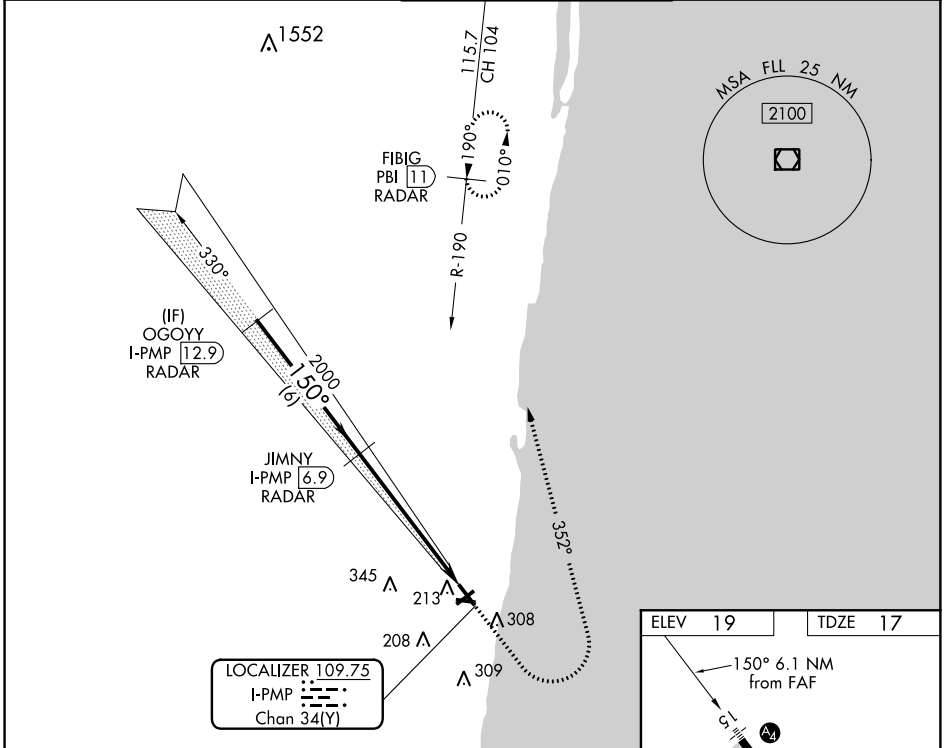 1552
115.7
CH 104
MSA FLL 25 NM
2100
190°
010°
FIBIG
PBI 11
RADAR
R-190
330°
(IF)
OGOYY
I-PMP 12.9
RADAR
2000
150°
(6)
JIMNY
I-PMP 6.9
RADAR
352°
345
213
308
208
309
LOCALIZER 109.75
I-PMP
Chan 34(Y)
ELEV 19
TDZE 17
150° 6.1 NM
from FAF
15
A4